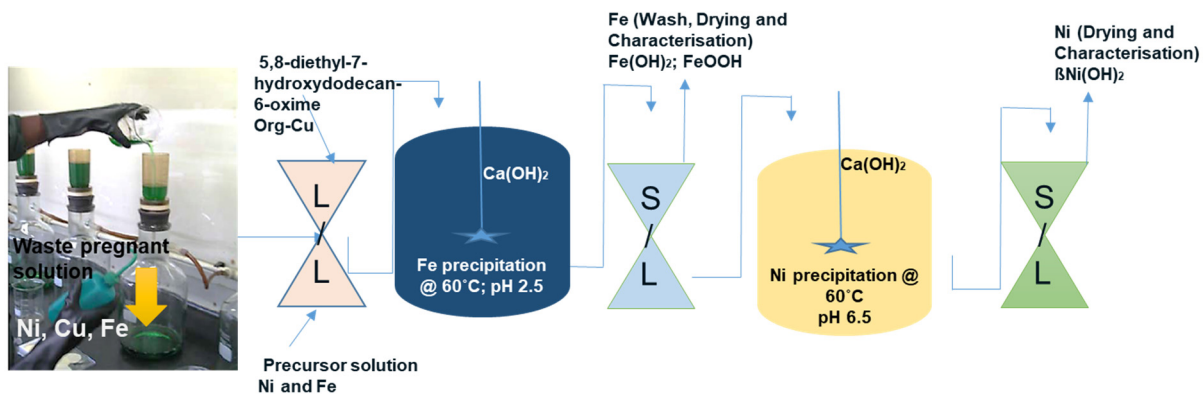 Waste pregnant
solution
Ni, Cu, Fe
5,8-diethyl-7-
hydroxydodecan-
6-oxime
Org-Cu
L
/
L
Precursor solution
Ni and Fe
Ca(OH)₂
Fe precipitation
@ 60˚C; pH 2.5
Fe (Wash, Drying and
Characterisation)
Fe(OH)₂; FeOOH
S
/
L
Ca(OH)₂
Ni precipitation @
60˚C
pH 6.5
Ni (Drying and
Characterisation)
ßNi(OH)₂
S
/
L